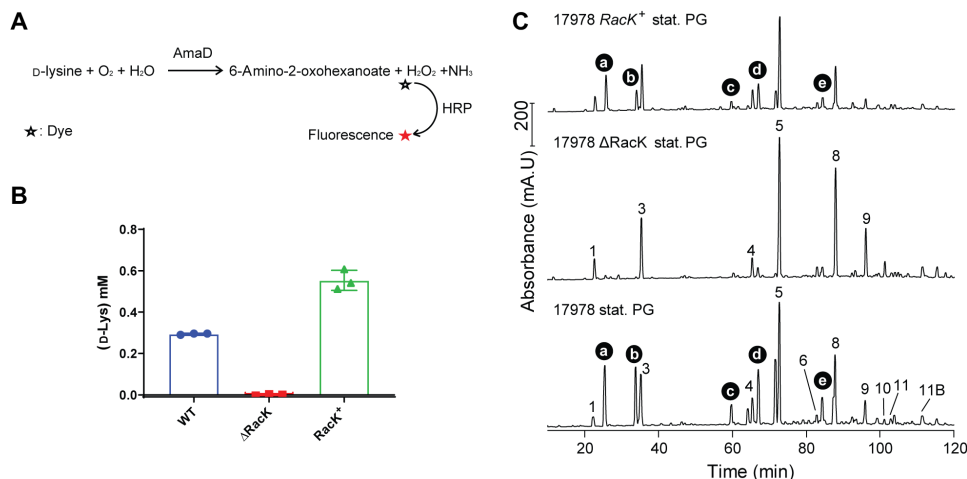 A
AmaD
D-lysine + O₂ + H₂O
6-Amino-2-oxohexanoate + H₂O₂ +NH₃
HRP
: Dye
Fluorescence
B
(D-Lys) mM
0.8
0.6
0.4
0.2
0.0
WT
ΔRacK
RacK⁺
C
17978 RacK⁺ stat. PG
a
b
c
d
e
200
17978 ΔRacK stat. PG
1
3
4
5
8
9
Absorbance (mA.U)
17978 stat. PG
1
a
b
3
c
4
d
5
6
e
8
9
10
11
11B
20
40
60
80
100
120
Time (min)